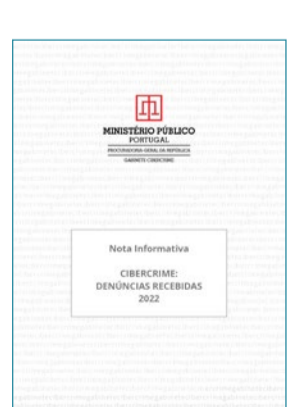 MINISTÉRIO PÚBLICO
PORTUGAL
PROCURADORIA-GERAL DA REPÚBLICA
GABINETE CIBERCRIME
Nota Informativa
CIBERCRIME:
DENÚNCIAS RECEBIDAS
2022